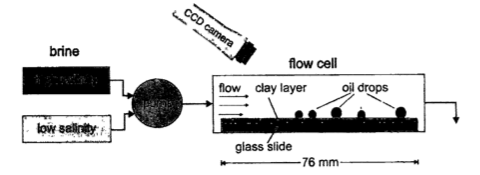 CCD camera
brine
flow cell
flow
clay layer
oil drops
low salinity
glass slide
76 mm